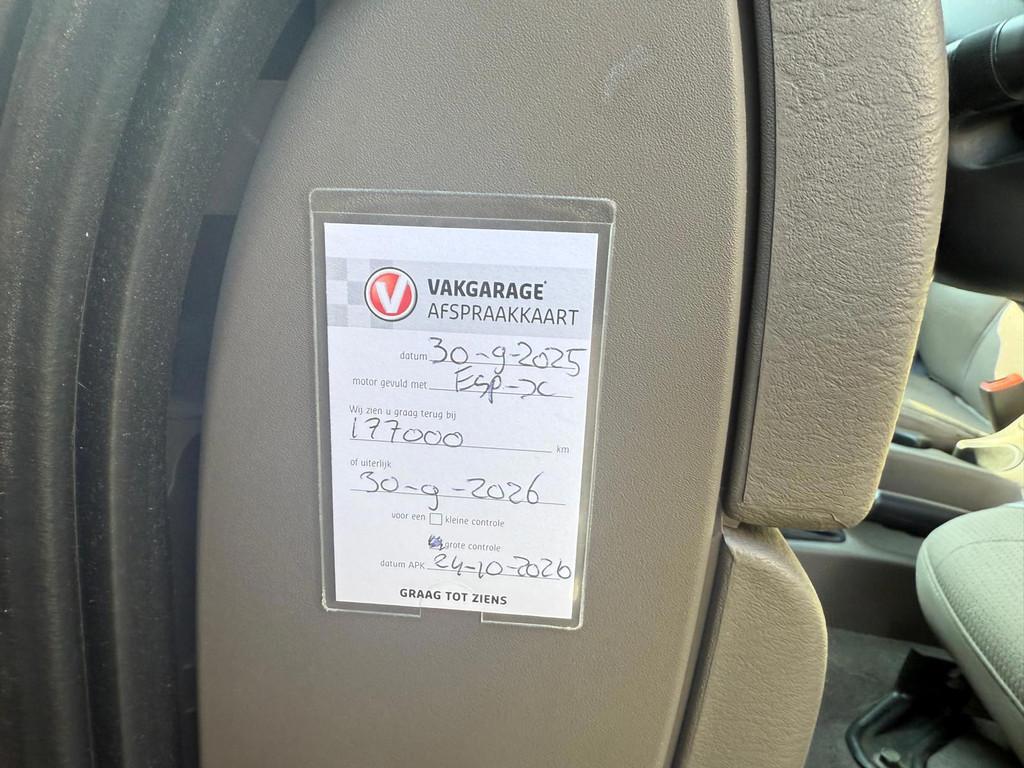 V
VAKGARAGE
AFSPRAAKKAART
datum 30-9-2025
motor gevuld met Esp-x
Wij zien u graag terug bij
177000 km
of uiterlijk
30-9-2026
voor een kleine controle
grote controle
datum APK 24-10-2026
GRAAG TOT ZIENS